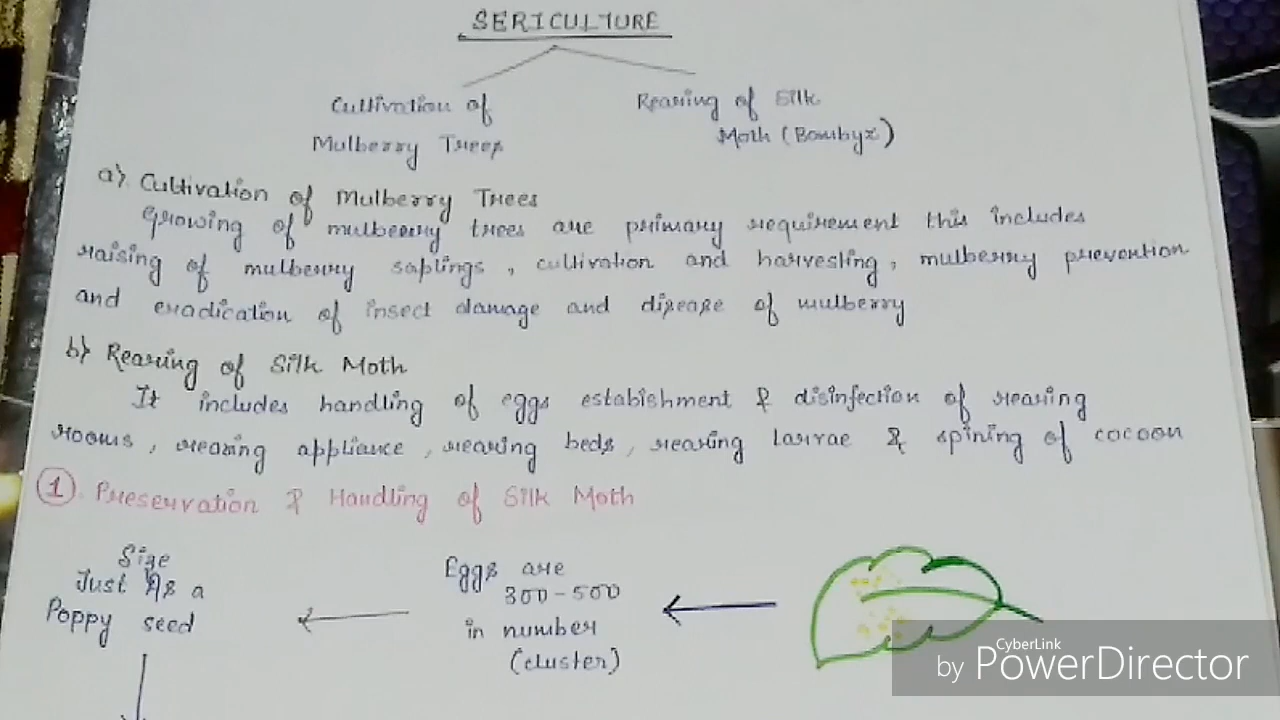 SERICULTURE
Cultivation of
Mulberry Trees
Rearing of Silk
Moth (Bombyx)
a) Cultivation of Mulberry Trees
Growing of mulberry trees are primary requirement this includes
raising of mulberry saplings, cultivation and harvesting, mulberry prevention
and eradication of insect damage and disease of mulberry
b) Rearing of Silk Moth
It includes handling of eggs estabishment & disinfection of rearing
rooms, rearing appliance, rearing beds, rearing larvae & spining of cocoon
1. Preservation & Handling of Silk Moth
Size
Just As a
Poppy seed
Eggs are
300-500
in number
(cluster)
CyberLink
by PowerDirector